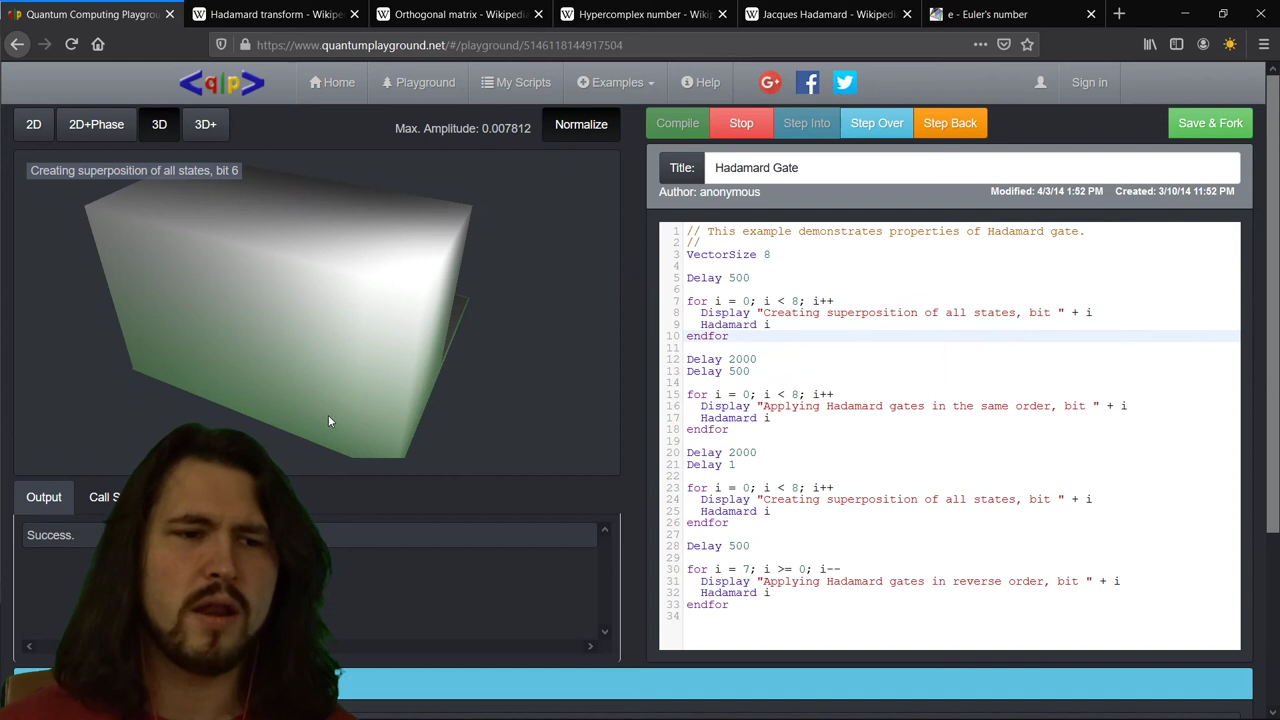 Quantum Computing Playgro
Hadamard transform - Wikipe
Orthogonal matrix - Wikipedi
Hypercomplex number - Wiki
Jacques Hadamard - Wikipedi
e - Euler's number
https://www.quantumplayground.net/#/playground/5146118144917504
<q|p>
Home
Playground
My Scripts
Examples
Help
Sign in
2D
2D+Phase
3D
3D+
Max. Amplitude: 0.007812
Normalize
Compile
Stop
Step Into
Step Over
Step Back
Save & Fork
Creating superposition of all states, bit 6
Title:
Hadamard Gate
Author: anonymous
Modified: 4/3/14 1:52 PM
Created: 3/10/14 11:52 PM
1 // This example demonstrates properties of Hadamard gate.
2 //
3 VectorSize 8
4
5 Delay 500
6
7 for i = 0; i < 8; i++
8 Display "Creating superposition of all states, bit " + i
9 Hadamard i
10 endfor
11
12 Delay 2000
13 Delay 500
14
15 for i = 0; i < 8; i++
16 Display "Applying Hadamard gates in the same order, bit " + i
17 Hadamard i
18 endfor
19
20 Delay 2000
21 Delay 1
22
23 for i = 0; i < 8; i++
24 Display "Creating superposition of all states, bit " + i
25 Hadamard i
26 endfor
27
28 Delay 500
29
30 for i = 7; i >= 0; i--
31 Display "Applying Hadamard gates in reverse order, bit " + i
32 Hadamard i
33 endfor
34
Output
Call S
Success.